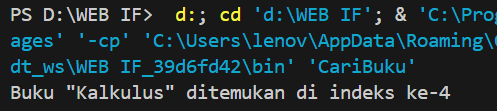 PS D:\WEB IF>  d:; cd 'd:\WEB IF'; & 'C:\Pro
ages' '-cp' 'C:\Users\lenov\AppData\Roaming\
dt_ws\WEB IF_39d6fd42\bin' 'CariBuku'
Buku "Kalkulus" ditemukan di indeks ke-4